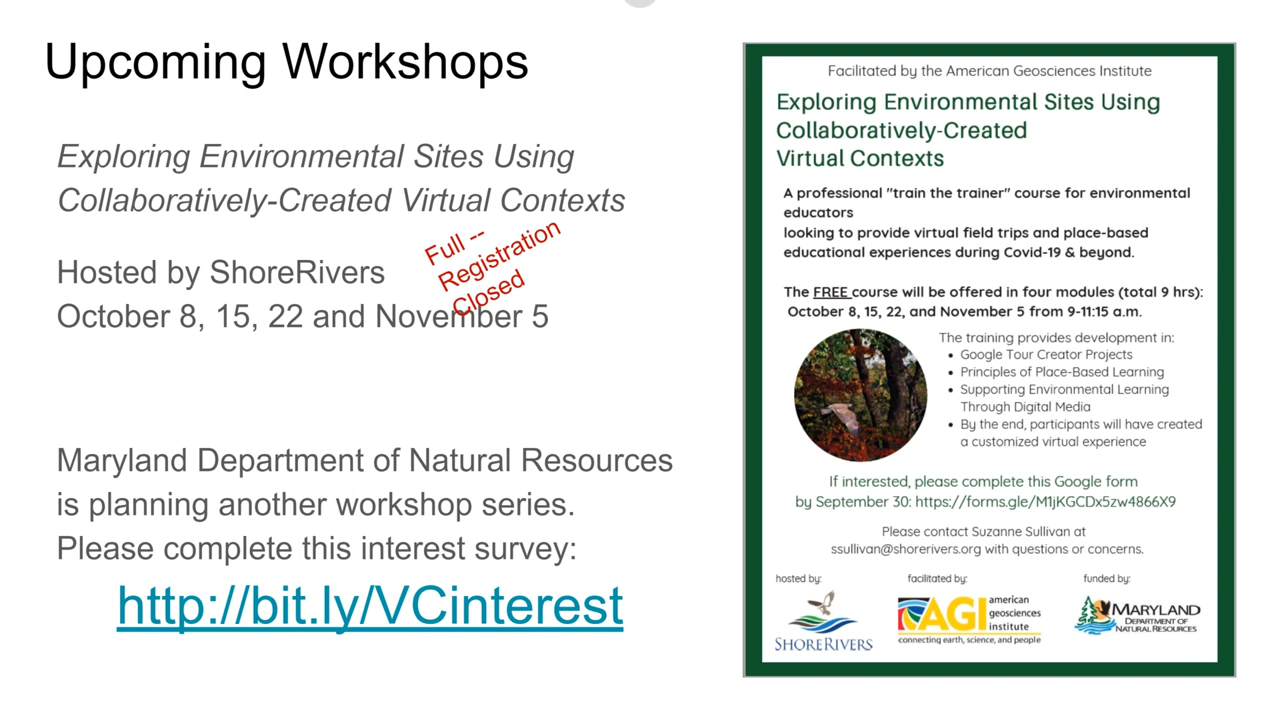 Upcoming Workshops
Exploring Environmental Sites Using
Collaboratively-Created Virtual Contexts
Full --
Registration
Closed
Hosted by ShoreRivers
October 8, 15, 22 and November 5
Maryland Department of Natural Resources
is planning another workshop series.
Please complete this interest survey:
http://bit.ly/VCinterest
Facilitated by the American Geosciences Institute
Exploring Environmental Sites Using
Collaboratively-Created
Virtual Contexts
A professional "train the trainer" course for environmental
educators
looking to provide virtual field trips and place-based
educational experiences during Covid-19 & beyond.
The FREE course will be offered in four modules (total 9 hrs):
October 8, 15, 22, and November 5 from 9-11:15 a.m.
The training provides development in:
• Google Tour Creator Projects
• Principles of Place-Based Learning
• Supporting Environmental Learning
Through Digital Media
• By the end, participants will have created
a customized virtual experience
If interested, please complete this Google form
by September 30: https://forms.gle/M1jKGCDx5zw4866X9
Please contact Suzanne Sullivan at
ssullivan@shorerivers.org with questions or concerns.
hosted by:
SHORERIVERS
facilitated by:
AGI american
geosciences
institute
connecting earth, science, and people
funded by:
MARYLAND
DEPARTMENT OF
NATURAL RESOURCES